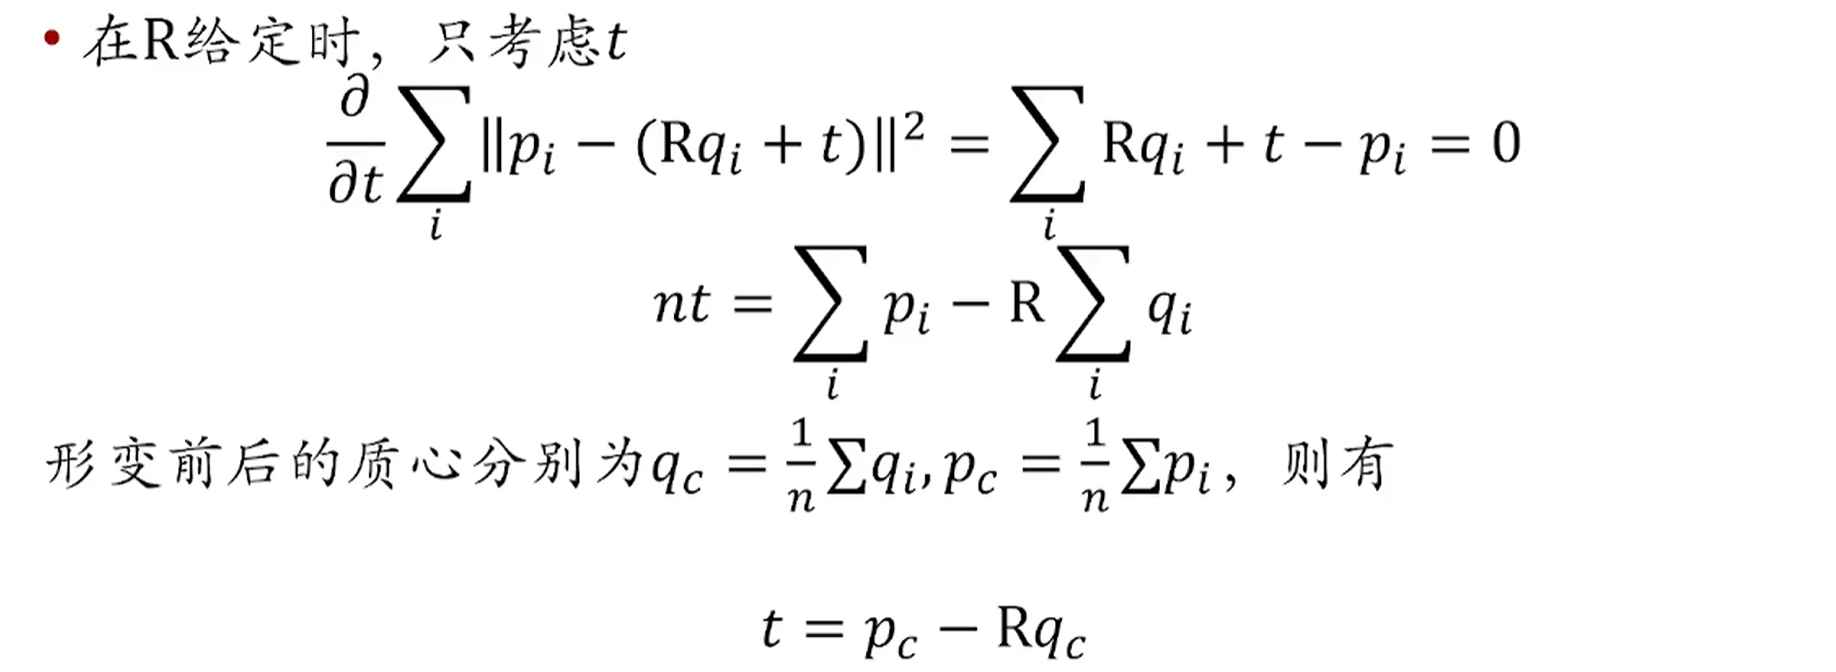 • 在R给定时，只考虑t
∂/∂t ∑_i ‖p_i − (Rq_i + t)‖² = ∑_i Rq_i + t − p_i = 0
nt = ∑_i p_i − R ∑_i q_i
形变前后的质心分别为q_c = 1/n ∑q_i, p_c = 1/n ∑p_i，则有
t = p_c − Rq_c